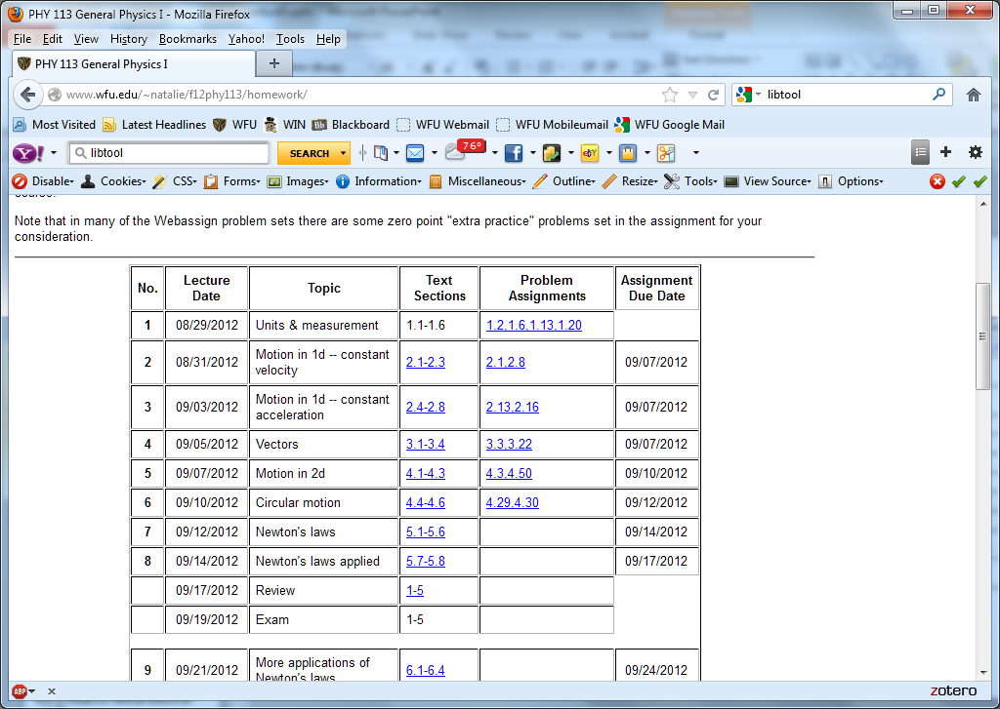 PHY 113 General Physics I - Mozilla Firefox
File Edit View History Bookmarks Yahoo! Tools Help
PHY 113 General Physics I
www.wfu.edu/~natalie/f12phy113/homework/ libtool
Most Visited Latest Headlines WFU WIN Bb Blackboard WFU Webmail WFU Mobileumail WFU Google Mail
Y! libtool SEARCH 76°
Disable Cookies CSS Forms Images Information Miscellaneous Outline Resize Tools View Source Options
source.
Note that in many of the Webassign problem sets there are some zero point "extra practice" problems set in the assignment for your
consideration.
No. Lecture Date Topic Text Sections Problem Assignments Assignment Due Date
1 08/29/2012 Units & measurement 1.1-1.6 1.2,1.6,1.13,1.20
2 08/31/2012 Motion in 1d -- constant velocity 2.1-2.3 2.1,2.8 09/07/2012
3 09/03/2012 Motion in 1d -- constant acceleration 2.4-2.8 2.13,2.16 09/07/2012
4 09/05/2012 Vectors 3.1-3.4 3.3,3.22 09/07/2012
5 09/07/2012 Motion in 2d 4.1-4.3 4.3,4.50 09/10/2012
6 09/10/2012 Circular motion 4.4-4.6 4.29,4.30 09/12/2012
7 09/12/2012 Newton's laws 5.1-5.6 09/14/2012
8 09/14/2012 Newton's laws applied 5.7-5.8 09/17/2012
09/17/2012 Review 1-5
09/19/2012 Exam 1-5
9 09/21/2012 More applications of Newton's laws 6.1-6.4 09/24/2012
ABP zotero